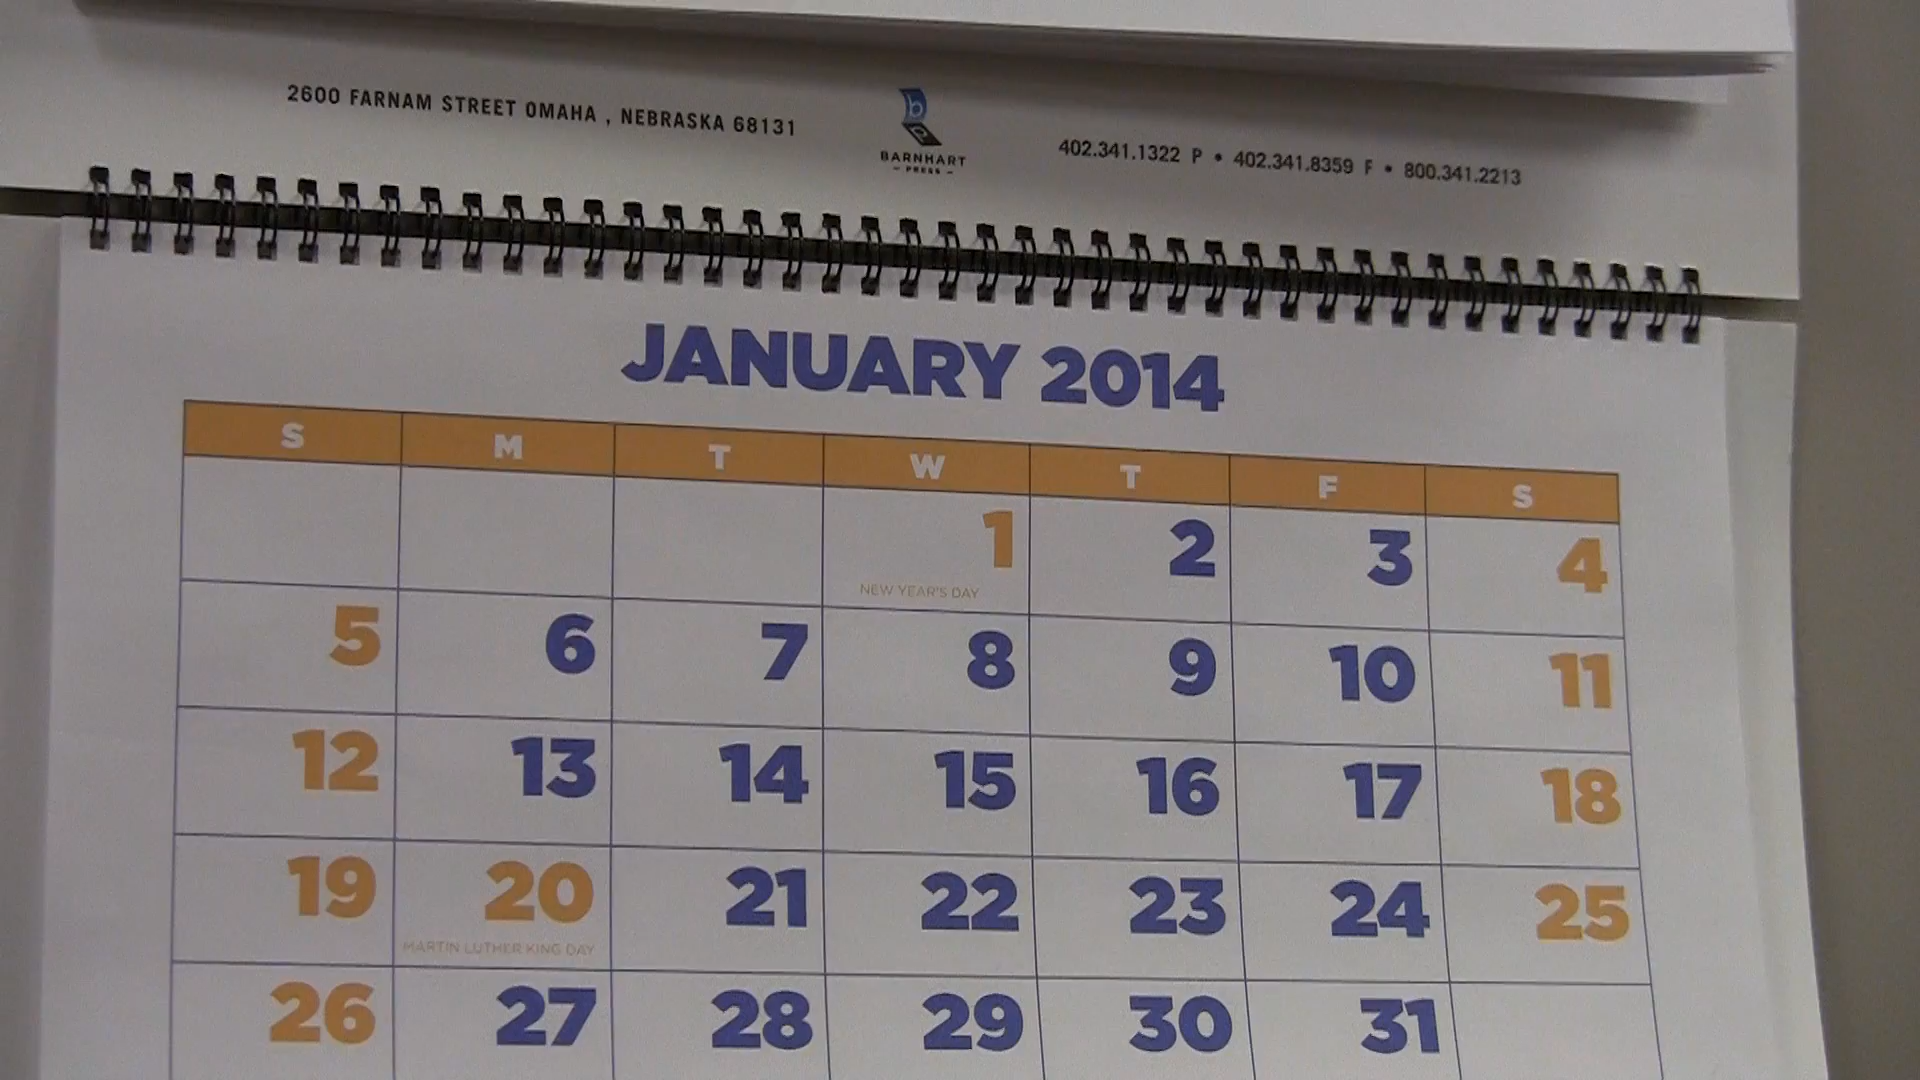 2600 FARNAM STREET OMAHA , NEBRASKA 68131
b
P
BARNHART
– PRESS –
402.341.1322 P • 402.341.8359 F • 800.341.2213
JANUARY 2014
S M T W T F S
1 2 3 4
NEW YEAR'S DAY
5 6 7 8 9 10 11
12 13 14 15 16 17 18
19 20 21 22 23 24 25
MARTIN LUTHER KING DAY
26 27 28 29 30 31